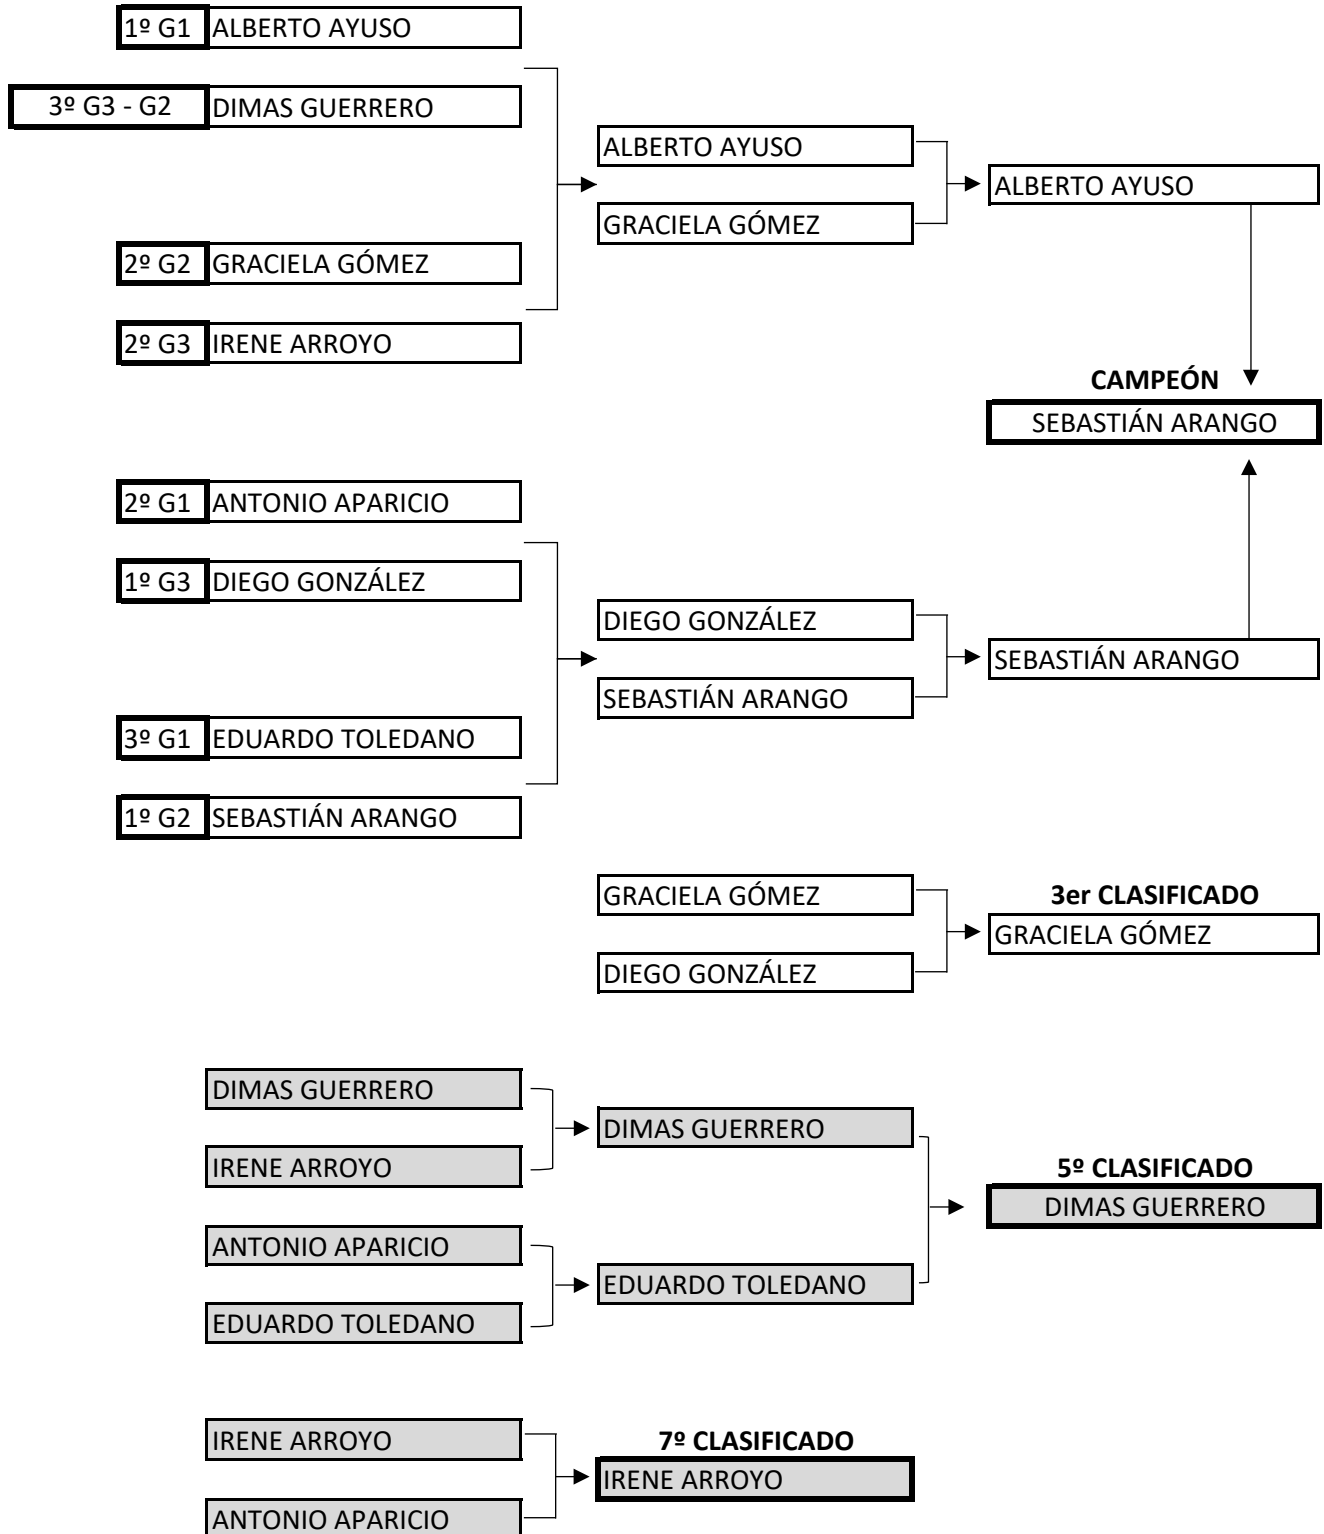 1º G1 ALBERTO AYUSO
3º G3 - G2 DIMAS GUERRERO
ALBERTO AYUSO
ALBERTO AYUSO
GRACIELA GÓMEZ
2º G2 GRACIELA GÓMEZ
2º G3 IRENE ARROYO
CAMPEÓN
SEBASTIÁN ARANGO
2º G1 ANTONIO APARICIO
1º G3 DIEGO GONZÁLEZ
DIEGO GONZÁLEZ
SEBASTIÁN ARANGO
SEBASTIÁN ARANGO
3º G1 EDUARDO TOLEDANO
1º G2 SEBASTIÁN ARANGO
GRACIELA GÓMEZ 3er CLASIFICADO
GRACIELA GÓMEZ
DIEGO GONZÁLEZ
DIMAS GUERRERO
DIMAS GUERRERO
IRENE ARROYO 5º CLASIFICADO
DIMAS GUERRERO
ANTONIO APARICIO
EDUARDO TOLEDANO
EDUARDO TOLEDANO
IRENE ARROYO 7º CLASIFICADO
IRENE ARROYO
ANTONIO APARICIO